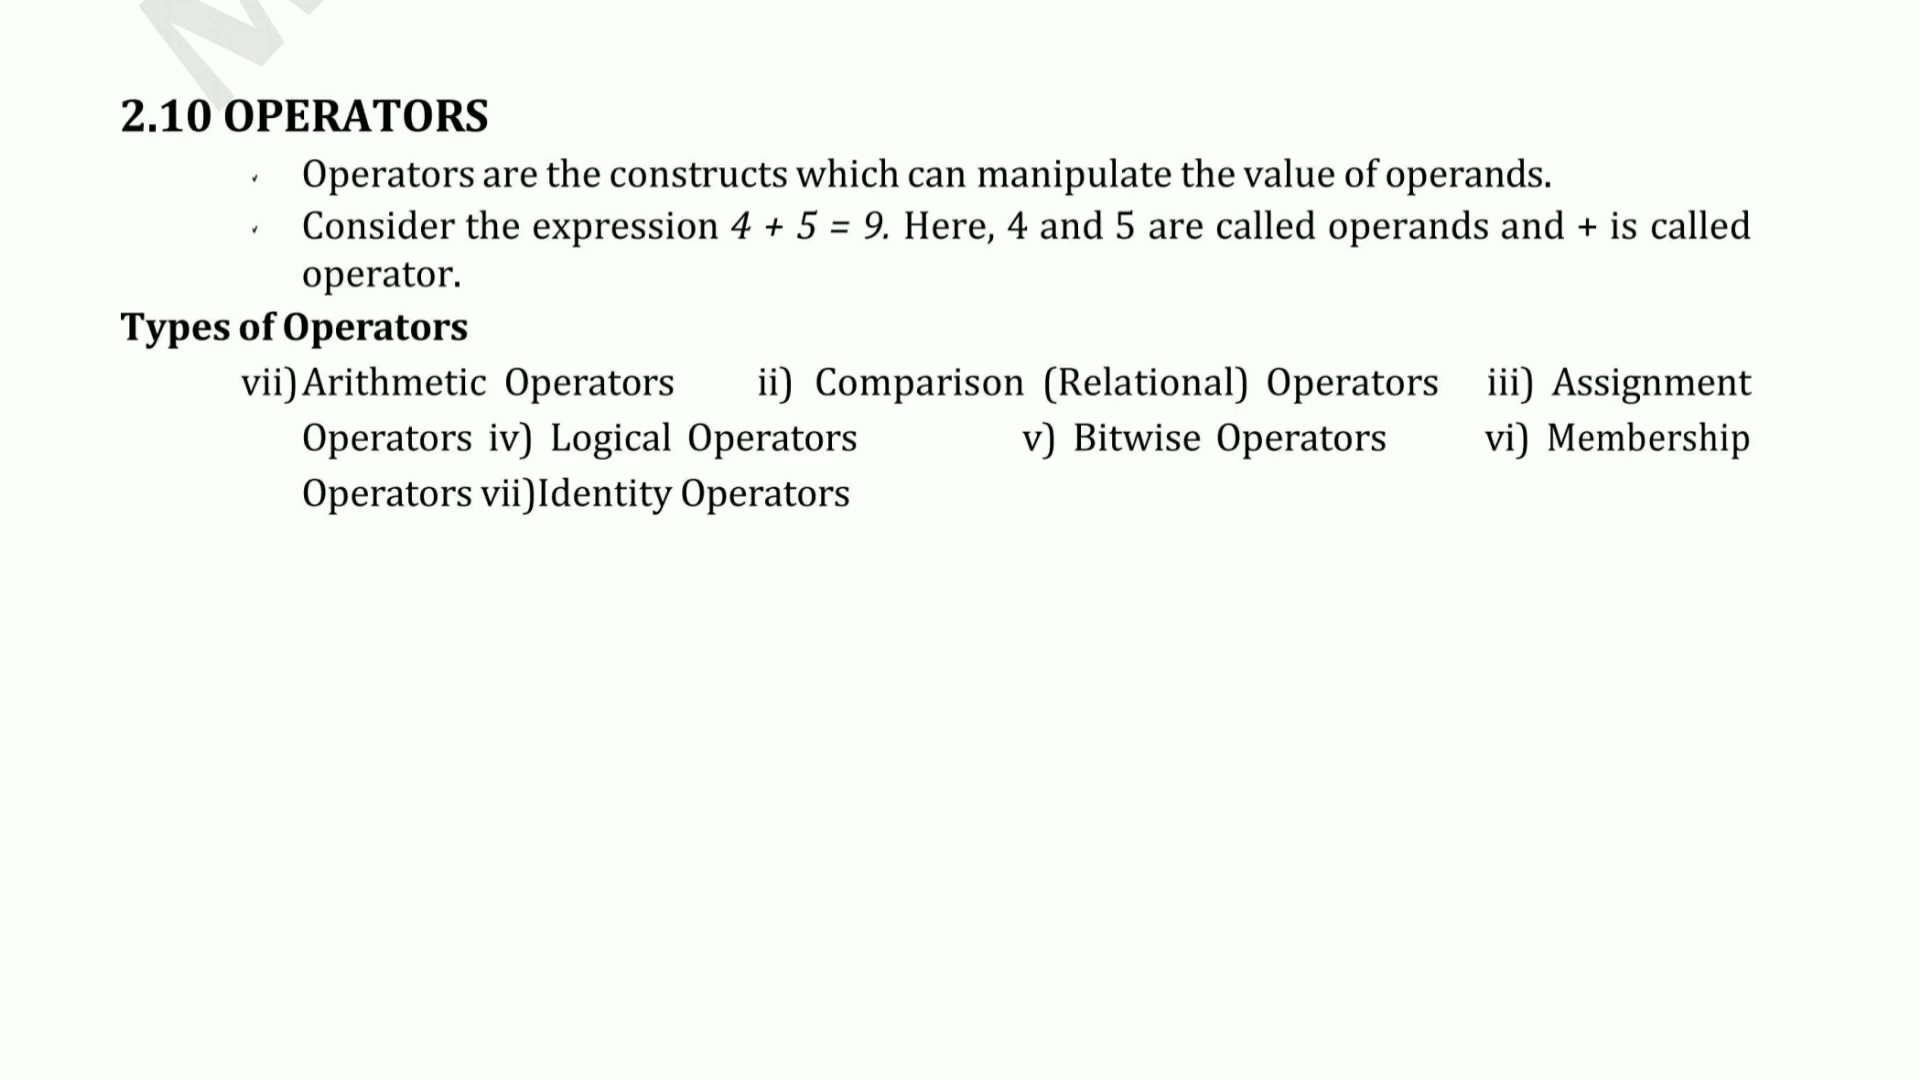 2.10 OPERATORS
Operators are the constructs which can manipulate the value of operands.
Consider the expression 4 + 5 = 9. Here, 4 and 5 are called operands and + is called
operator.
Types of Operators
vii) Arithmetic Operators ii) Comparison (Relational) Operators iii) Assignment
Operators iv) Logical Operators v) Bitwise Operators vi) Membership
Operators vii)Identity Operators